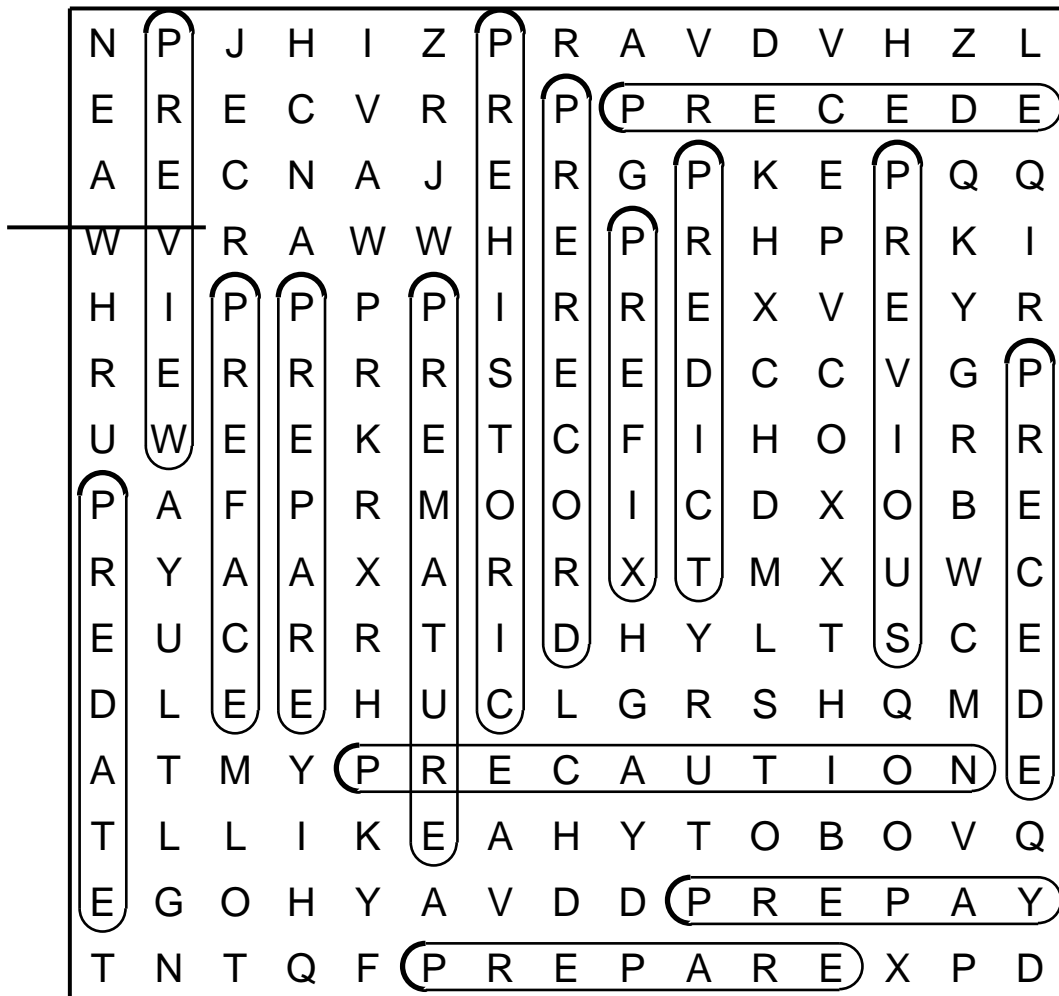 N P J H I Z P R A V D V H Z L
E R E C V R R P P R E C E D E
A E C N A J E R G P K E P Q Q
W V R A W W H E P R H P R K I
H I P P P P I R R E X V E Y R
R E R R R R S E E D C C V G P
U W E E K E T C F I H O I R R
P A F P R M O O I C D X O B E
R Y A A X A R R X T M X U W C
E U C R R T I D H Y L T S C E
D L E E H U C L G R S H Q M D
A T M Y P R E C A U T I O N E
T L L I K E A H Y T O B O V Q
E G O H Y A V D D P R E P A Y
T N T Q F P R E P A R E X P D